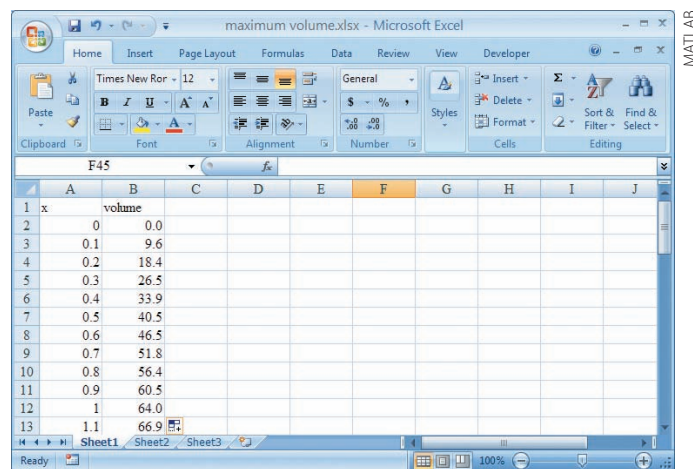 maximum volume.xlsx - Microsoft Excel
MATLAB
Home Insert Page Layout Formulas Data Review View Developer
Times New Ror 12 General Insert
Paste B I U A A $ % , Styles Delete Sort & Filter Find & Select
A Format
Clipboard Font Alignment Number Cells Editing
F45 fx
A B C D E F G H I J
1 x volume
2 0 0.0
3 0.1 9.6
4 0.2 18.4
5 0.3 26.5
6 0.4 33.9
7 0.5 40.5
8 0.6 46.5
9 0.7 51.8
10 0.8 56.4
11 0.9 60.5
12 1 64.0
13 1.1 66.9
Sheet1 Sheet2 Sheet3
Ready 100%